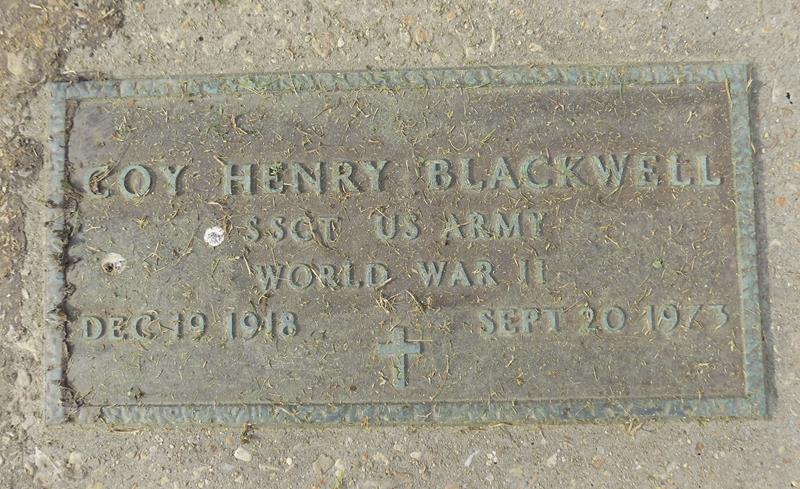 COY HENRY BLACKWELL
SSGT US ARMY
WORLD WAR II
DEC 19 1918 SEPT 20 1973